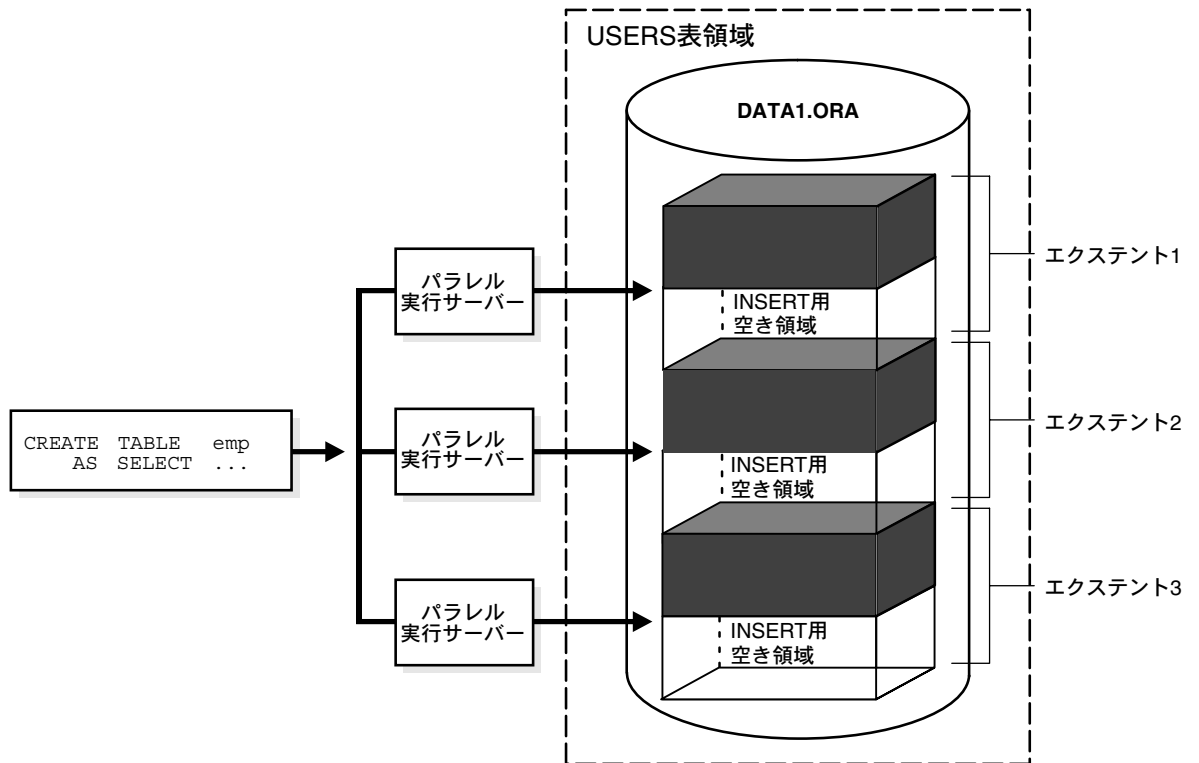 USERS表領域
DATA1.ORA
エクステント1
パラレル
実行サーバー
INSERT用
空き領域
エクステント2
CREATE TABLE emp
AS SELECT ...
パラレル
実行サーバー
INSERT用
空き領域
エクステント3
パラレル
実行サーバー
INSERT用
空き領域